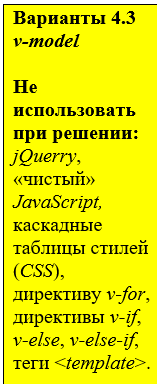 Варианты 4.3
v-model
Не
использовать
при решении:
jQuerry,
«чистый»
JavaScript,
каскадные
таблицы стилей
(CSS),
директиву v-for,
директивы v-if,
v-else, v-else-if,
теги <template>.